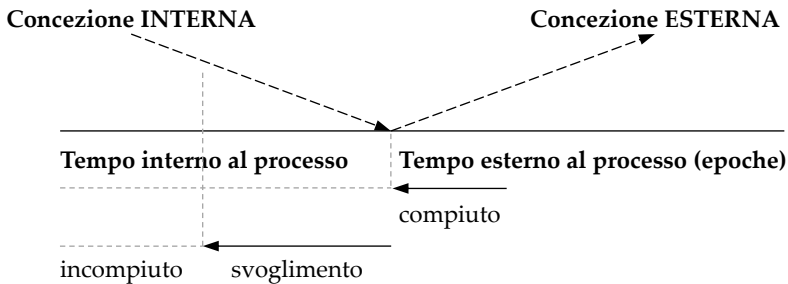 Concezione INTERNA
Concezione ESTERNA
Tempo interno al processo
Tempo esterno al processo (epoche)
compiuto
incompiuto
svoglimento